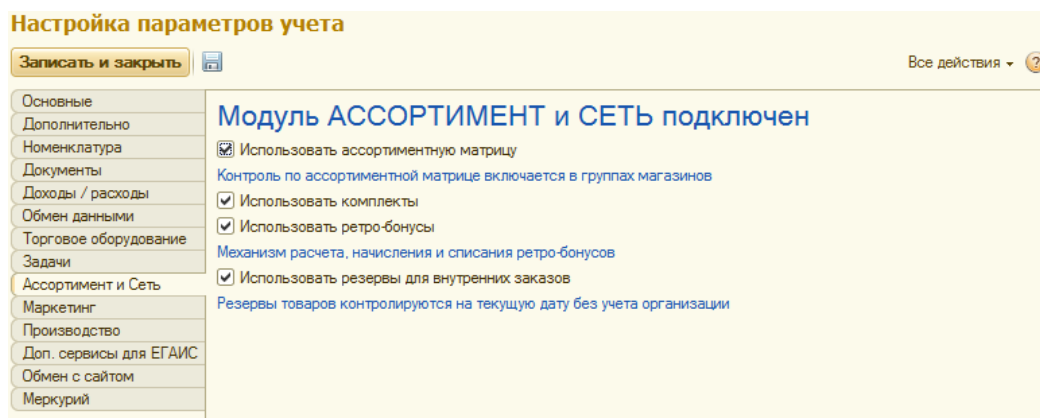 Настройка параметров учета
Записать и закрыть
Все действия
?
Основные
Дополнительно
Номенклатура
Документы
Доходы / расходы
Обмен данными
Торговое оборудование
Задачи
Ассортимент и Сеть
Маркетинг
Производство
Доп. сервисы для ЕГАИС
Обмен с сайтом
Меркурий
Модуль АССОРТИМЕНТ и СЕТЬ подключен
Использовать ассортиментную матрицу
Контроль по ассортиментной матрице включается в группах магазинов
Использовать комплекты
Использовать ретро-бонусы
Механизм расчета, начисления и списания ретро-бонусов
Использовать резервы для внутренних заказов
Резервы товаров контролируются на текущую дату без учета организации